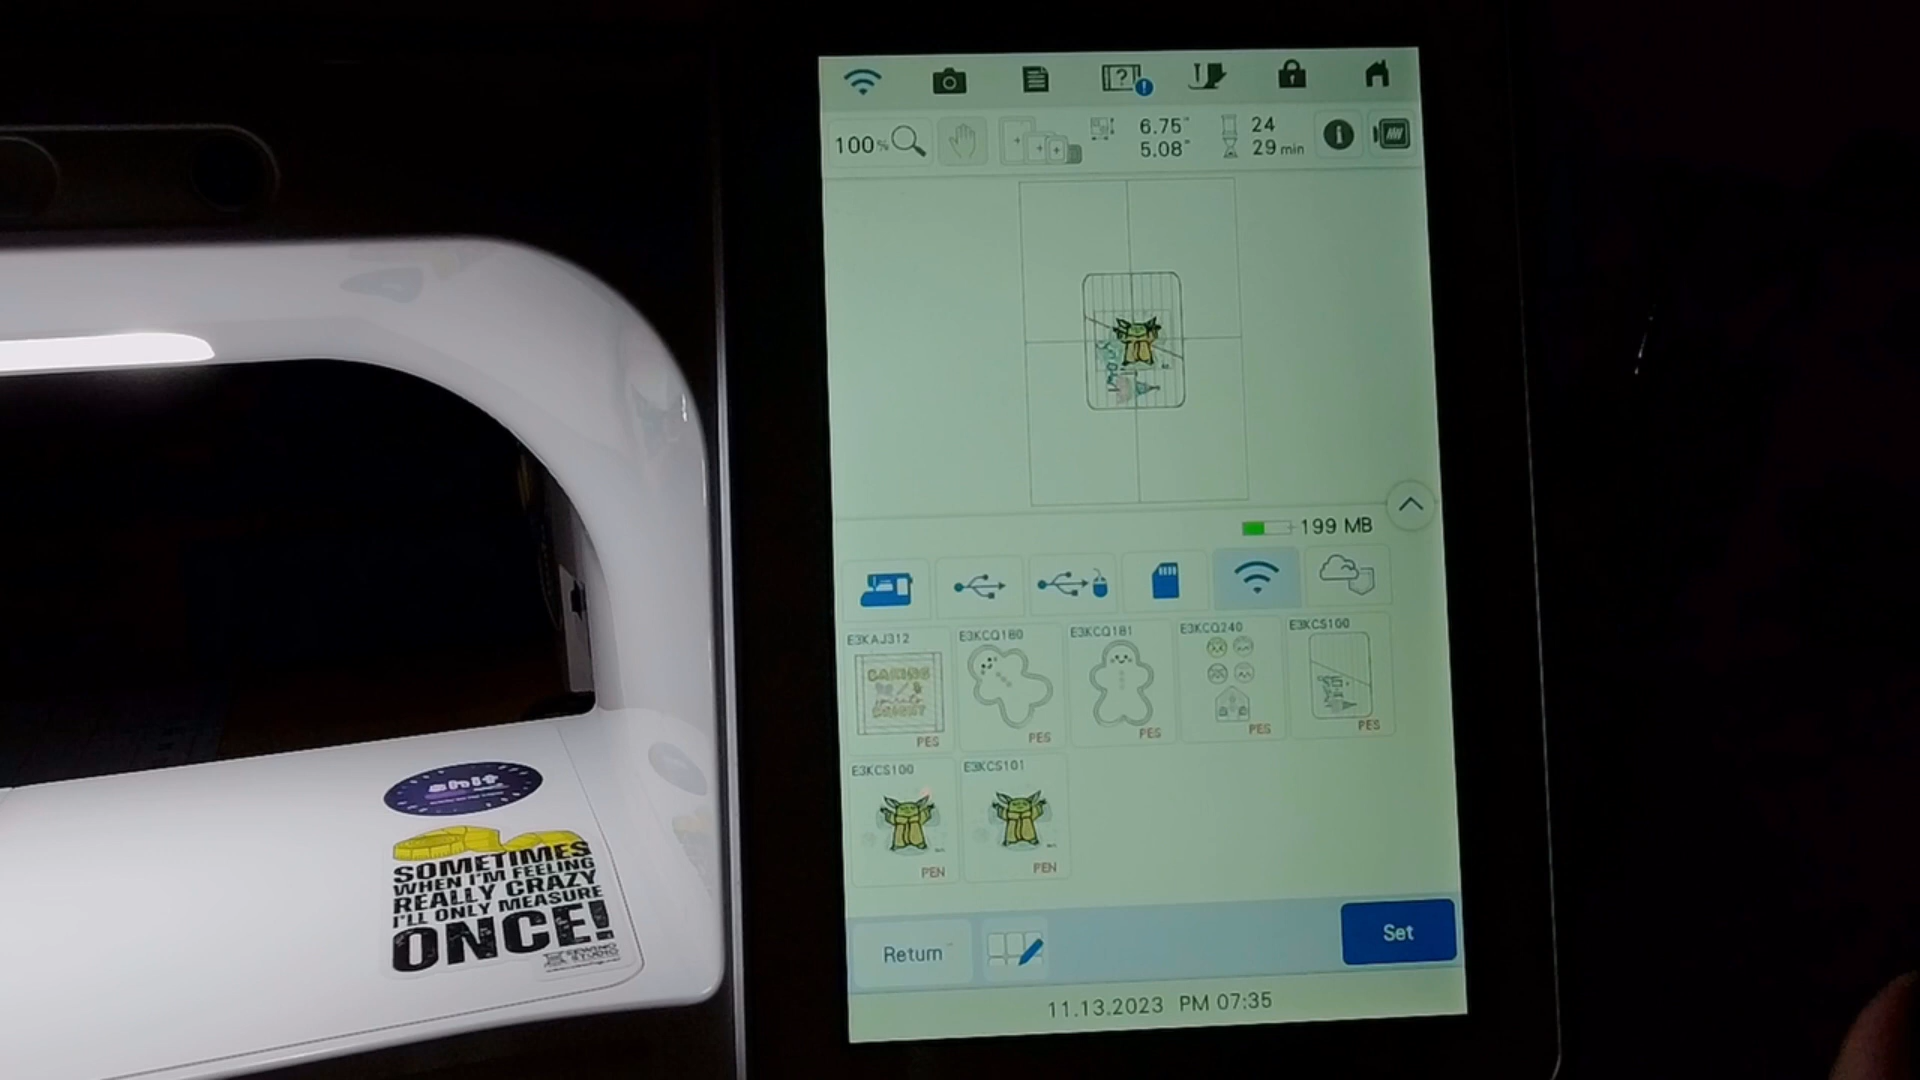 6.75"
24
100%
5.08"
29 min
199 MB
E3KAJ312
E3KCQ180
E3KCQ181
E3KCQ240
E3KCS100
PES
PES
PES
PES
PES
E3KCS100
E3KCS101
PEN
PEN
Return
Set
11.13.2023 PM 07:35
SOMETIMES
WHEN I'M FEELING
REALLY CRAZY
I'LL ONLY MEASURE
ONCE!
SEWING
STUDIO